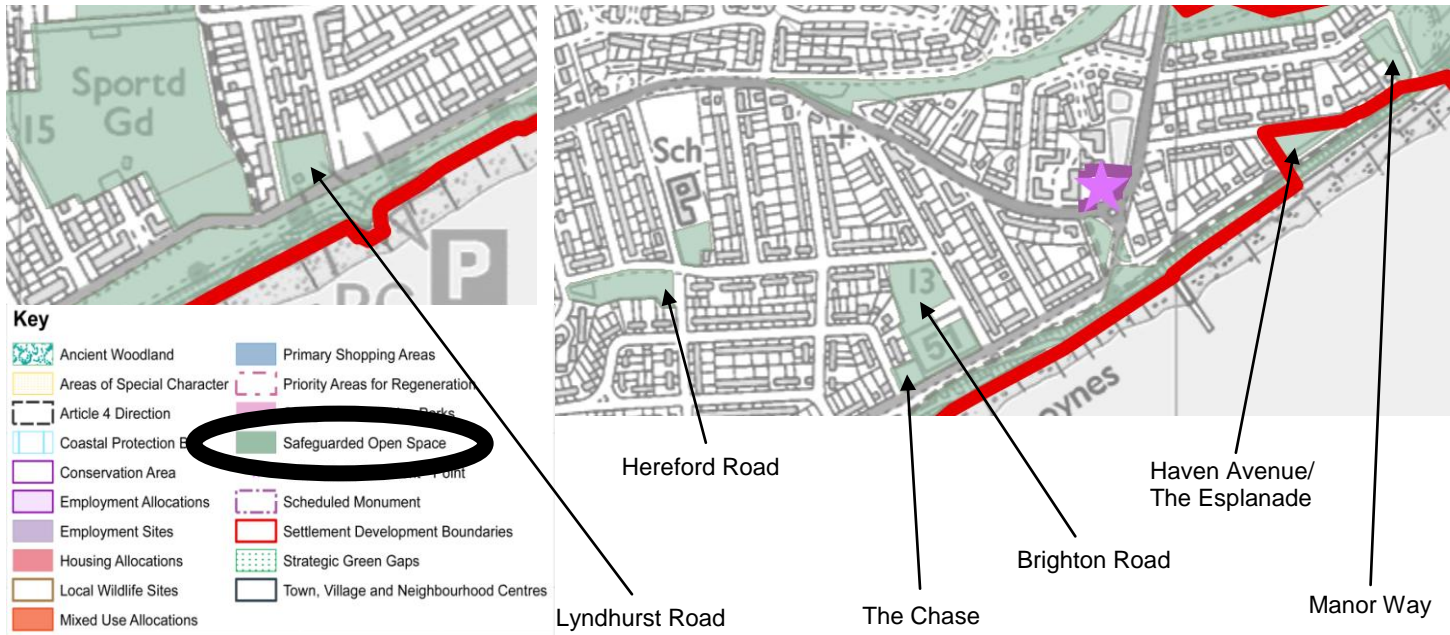 Sportd
Gd
15
P
Sch
13
51
oynes
Key
Ancient Woodland
Areas of Special Character
Article 4 Direction
Coastal Protection B
Conservation Area
Employment Allocations
Employment Sites
Housing Allocations
Local Wildlife Sites
Mixed Use Allocations
Primary Shopping Areas
Priority Areas for Regeneration
Safeguarded Open Space
Point
Scheduled Monument
Settlement Development Boundaries
Strategic Green Gaps
Town, Village and Neighbourhood Centres
Lyndhurst Road
Hereford Road
The Chase
Brighton Road
Haven Avenue/
The Esplanade
Manor Way